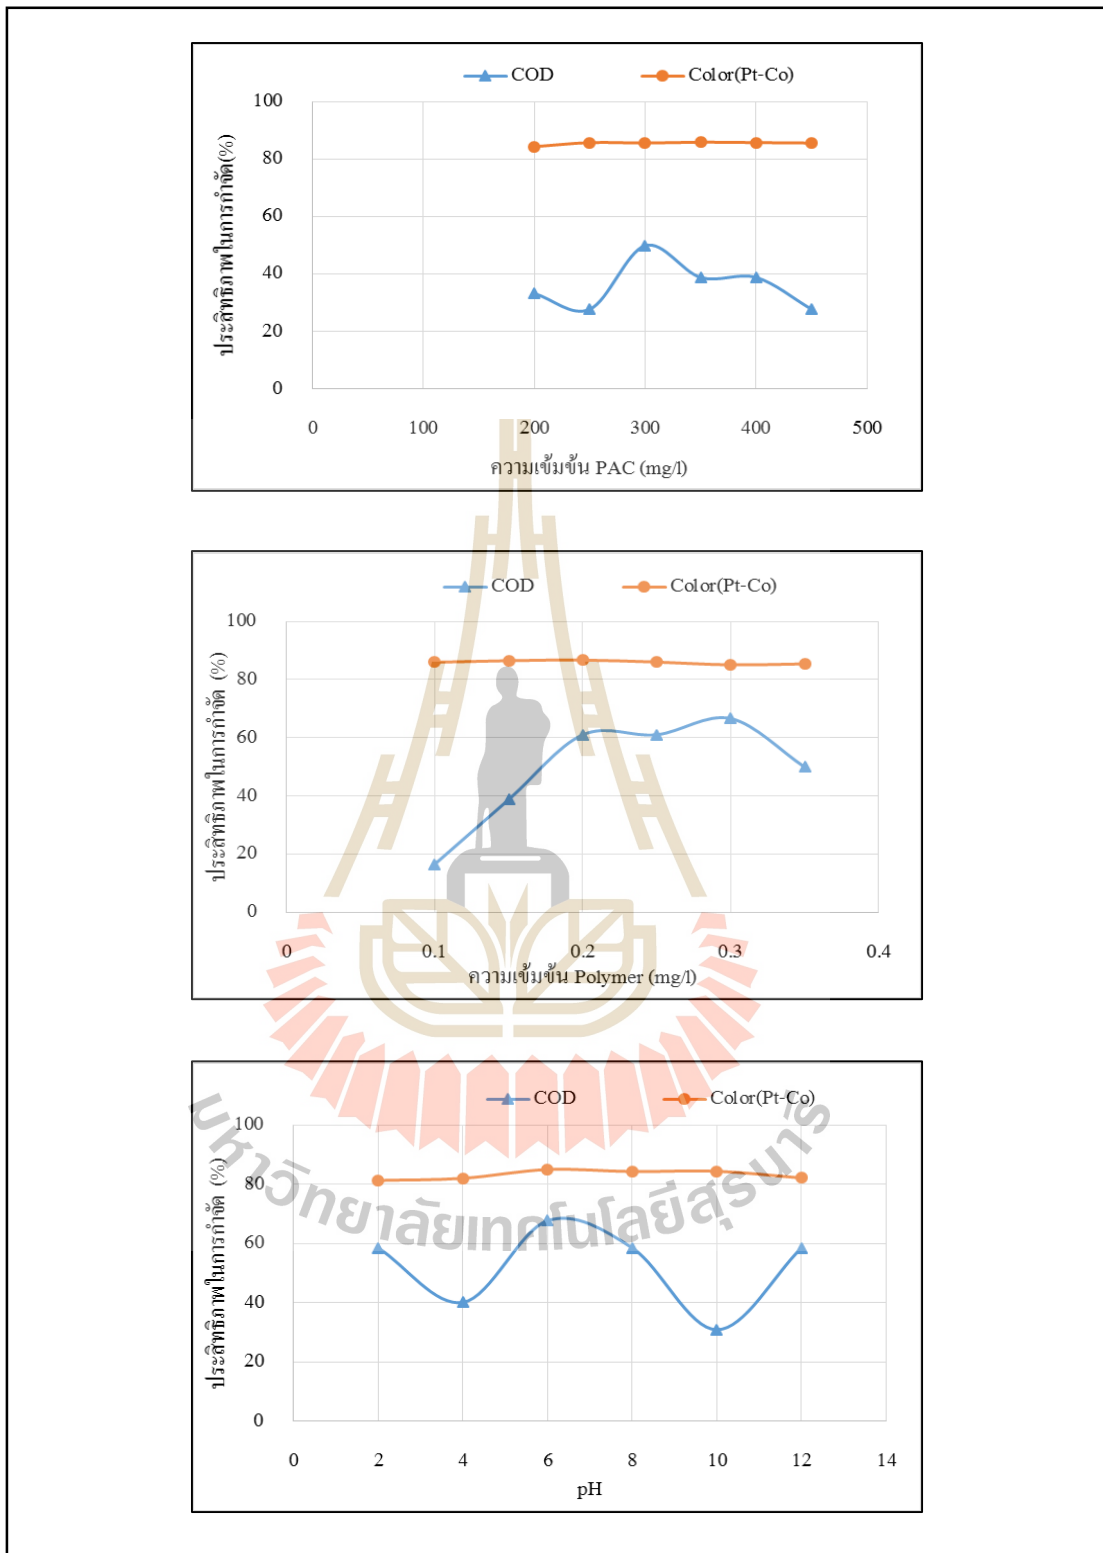 COD Color(Pt-Co)
100
80
60
40
20
0
ประสิทธิภาพในการกำจัด(%)
0 100 200 300 400 500
ความเข้มข้น PAC (mg/l)
COD Color(Pt-Co)
100
80
60
40
20
0
ประสิทธิภาพในการกำจัด (%)
0 0.1 0.2 0.3 0.4
ความเข้มข้น Polymer (mg/l)
COD Color(Pt-Co)
100
80
60
40
20
0
ประสิทธิภาพในการกำจัด (%)
0 2 4 6 8 10 12 14
pH
มหาวิทยาลัยเทคโนโลยีสุรนารี